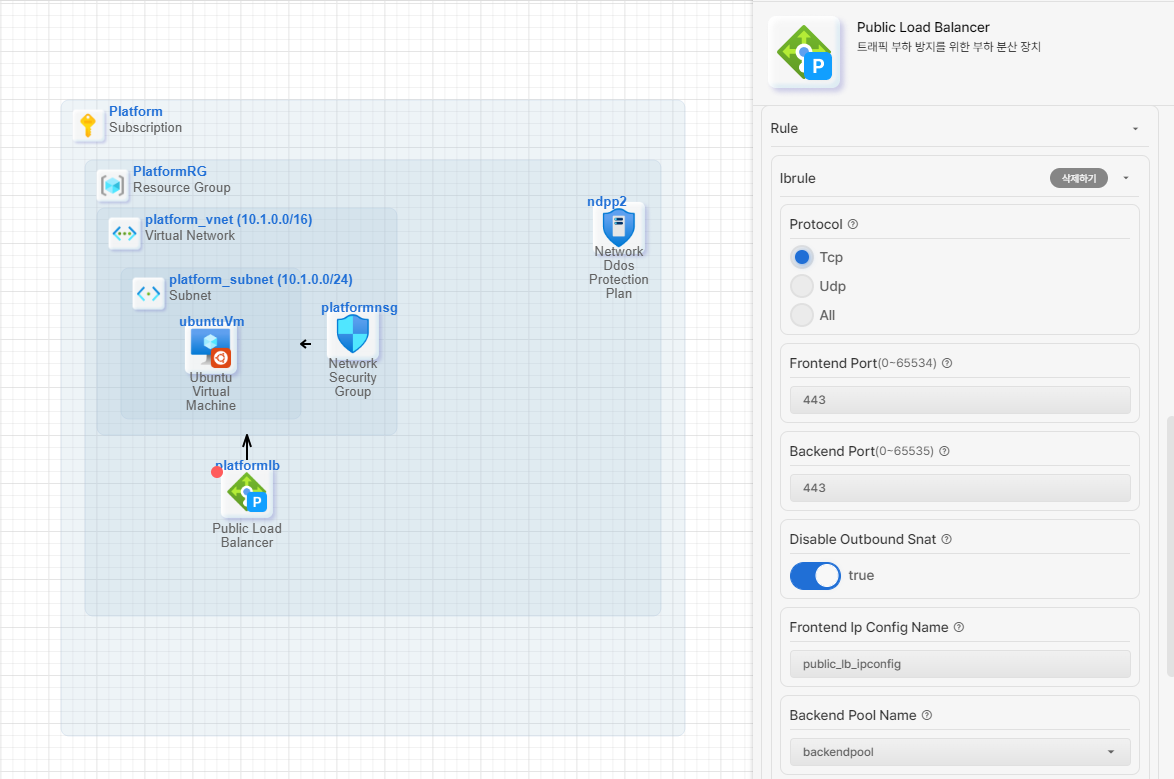 Platform
Subscription
PlatformRG
Resource Group
platform_vnet (10.1.0.0/16)
Virtual Network
platform_subnet (10.1.0.0/24)
Subnet
ubuntuVm
Ubuntu
Virtual
Machine
platformnsg
Network
Security
Group
ndpp2
Network
Ddos
Protection
Plan
platformlb
P
Public Load
Balancer
P
Public Load Balancer
트래픽 부하 방지를 위한 부하 분산 장치
Rule
lbrule
삭제하기
Protocol
Tcp
Udp
All
Frontend Port(0~65534)
443
Backend Port(0~65535)
443
Disable Outbound Snat
true
Frontend Ip Config Name
public_lb_ipconfig
Backend Pool Name
backendpool